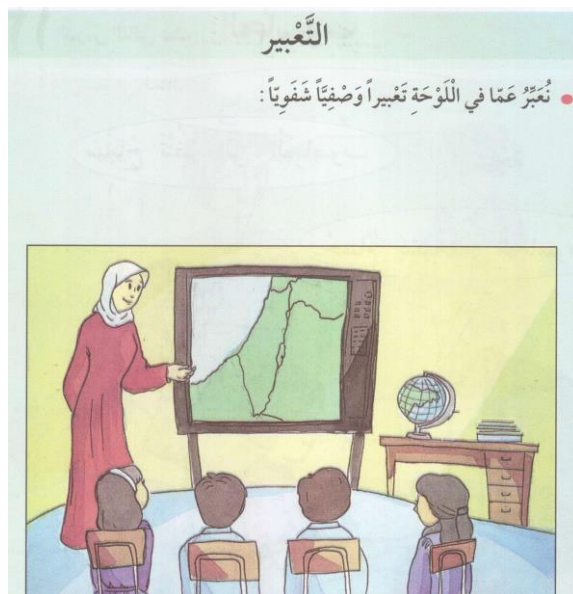 التَّعْبير
نُعَبِّرُ عَمّا في اللَّوْحَةِ تَعْبيراً وَصْفِيَّاً شَفَوِيّاً :